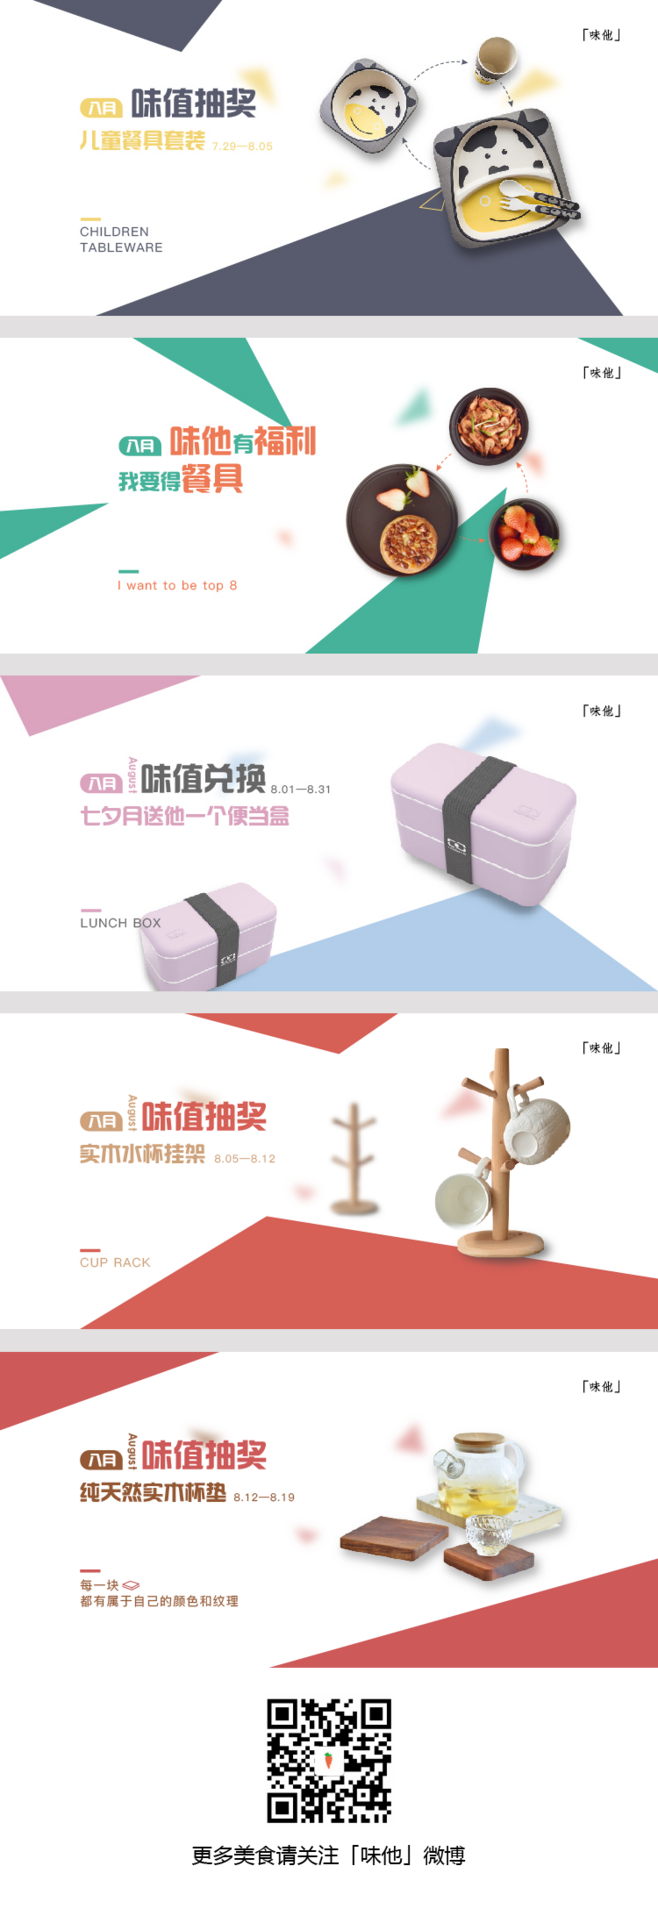 「味他」
八月 味值抽奖
儿童餐具套装 7.29—8.05
CHILDREN
TABLEWARE
COW
COW
「味他」
八月 味他有福利
我要得餐具
I want to be top 8
「味他」
八月 August 味值兑换 8.01—8.31
七夕月送他一个便当盒
LUNCH BOX
「味他」
八月 August 味值抽奖
实木水杯挂架 8.05—8.12
CUP RACK
「味他」
八月 August 味值抽奖
纯天然实木杯垫 8.12—8.19
每一块
都有属于自己的颜色和纹理
更多美食请关注「味他」微博